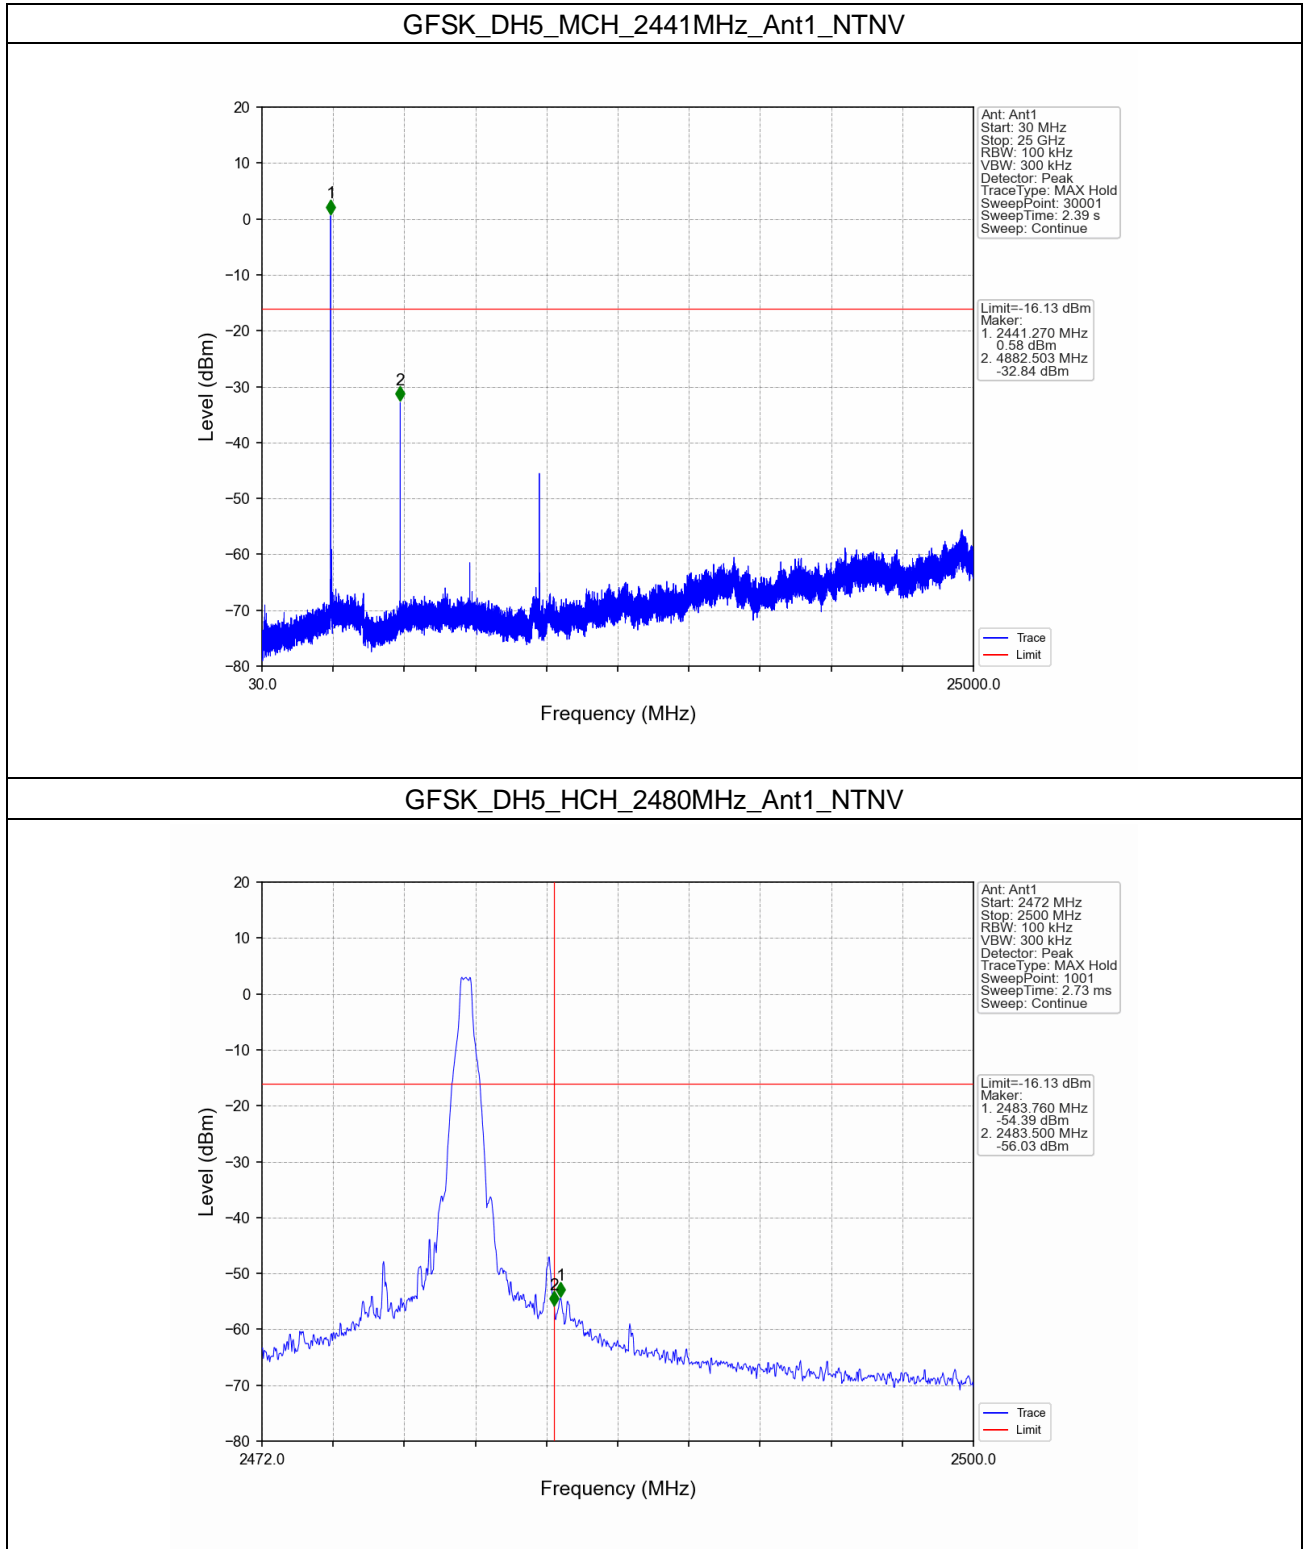 GFSK_DH5_MCH_2441MHz_Ant1_NTNV
20
10
0
−10
−20
−30
−40
−50
−60
−70
−80
Level (dBm)
1
2
30.0
25000.0
Frequency (MHz)
Ant: Ant1
Start: 30 MHz
Stop: 25 GHz
RBW: 100 kHz
VBW: 300 kHz
Detector: Peak
TraceType: MAX Hold
SweepPoint: 30001
SweepTime: 2.39 s
Sweep: Continue
Limit=-16.13 dBm
Maker:
1. 2441.270 MHz
0.58 dBm
2. 4882.503 MHz
-32.84 dBm
Trace
Limit
GFSK_DH5_HCH_2480MHz_Ant1_NTNV
20
10
0
−10
−20
−30
−40
−50
−60
−70
−80
Level (dBm)
2
1
2472.0
2500.0
Frequency (MHz)
Ant: Ant1
Start: 2472 MHz
Stop: 2500 MHz
RBW: 100 kHz
VBW: 300 kHz
Detector: Peak
TraceType: MAX Hold
SweepPoint: 1001
SweepTime: 2.73 ms
Sweep: Continue
Limit=-16.13 dBm
Maker:
1. 2483.760 MHz
-54.39 dBm
2. 2483.500 MHz
-56.03 dBm
Trace
Limit